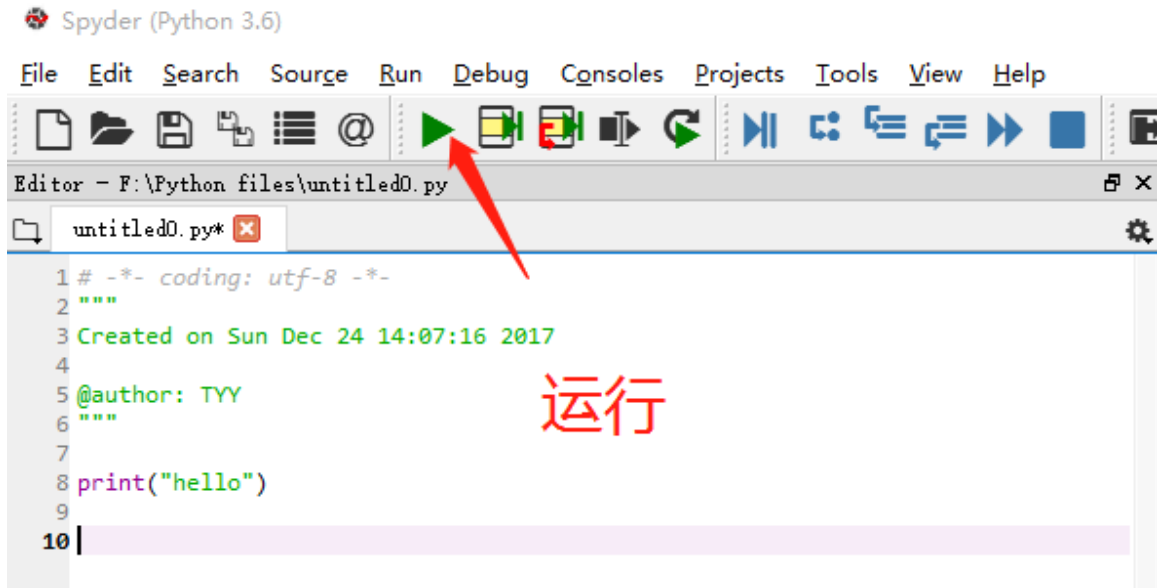 Spyder (Python 3.6)
File Edit Search Source Run Debug Consoles Projects Tools View Help
Editor - F:\Python files\untitled0.py
untitled0.py*
1 # -*- coding: utf-8 -*-
2 """
3 Created on Sun Dec 24 14:07:16 2017
4
5 @author: TYY
6 """
7
8 print("hello")
9
10
运行